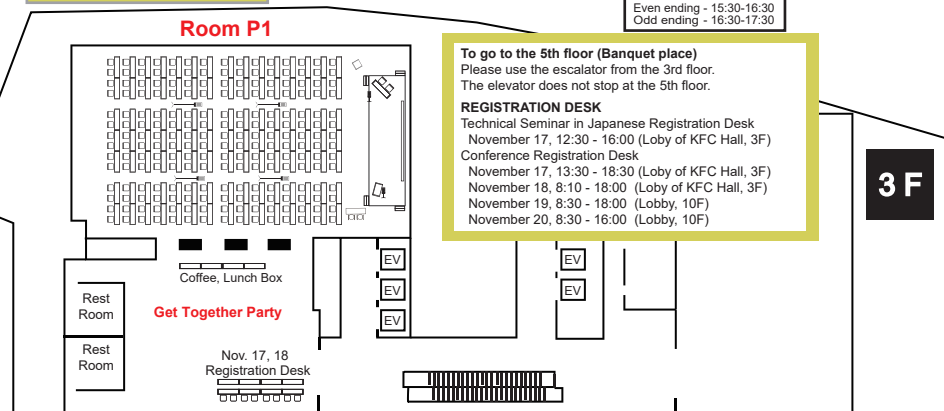 Even ending - 15:30-16:30
Odd ending - 16:30-17:30
Room P1
To go to the 5th floor (Banquet place)
Please use the escalator from the 3rd floor.
The elevator does not stop at the 5th floor.
REGISTRATION DESK
Technical Seminar in Japanese Registration Desk
November 17, 12:30 - 16:00 (Loby of KFC Hall, 3F)
Conference Registration Desk
November 17, 13:30 - 18:30 (Loby of KFC Hall, 3F)
November 18, 8:10 - 18:00 (Loby of KFC Hall, 3F)
November 19, 8:30 - 18:00 (Lobby, 10F)
November 20, 8:30 - 16:00 (Lobby, 10F)
3 F
EV
EV
EV
EV
EV
Coffee, Lunch Box
Rest
Room
Get Together Party
Rest
Room
Nov. 17, 18
Registration Desk